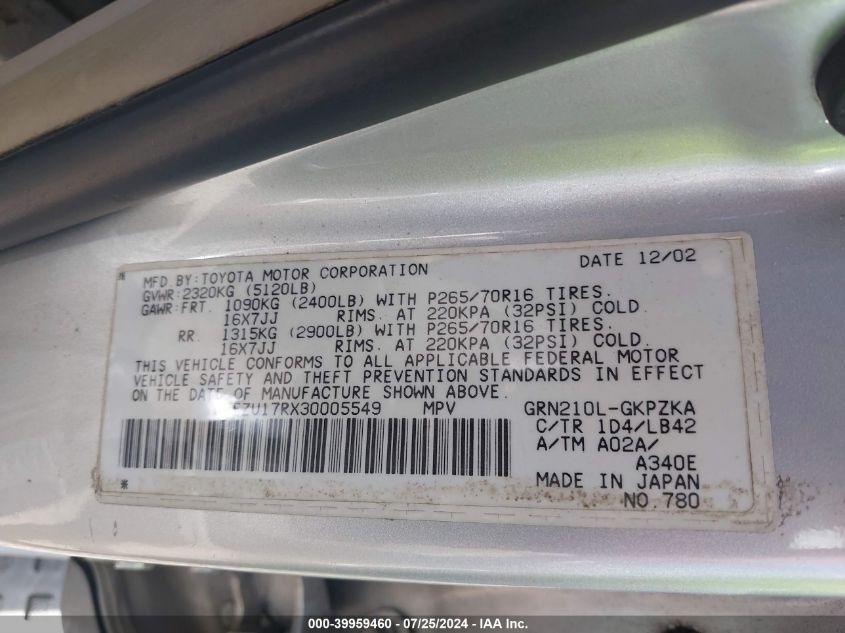 * MFD BY:TOYOTA MOTOR CORPORATION DATE 12/02
GVWR:2320KG (5120LB)
GAWR:FRT. 1090KG (2400LB) WITH P265/70R16 TIRES.
16X7JJ RIMS. AT 220KPA (32PSI) COLD.
RR. 1315KG (2900LB) WITH P265/70R16 TIRES.
16X7JJ RIMS. AT 220KPA (32PSI) COLD.
THIS VEHICLE CONFORMS TO ALL APPLICABLE FEDERAL MOTOR
VEHICLE SAFETY AND THEFT PREVENTION STANDARDS IN EFFECT
ON THE DATE OF MANUFACTURE SHOWN ABOVE.
ZU17RX30005549 MPV GRN210L-GKPZKA
C/TR 1D4/LB42
A/TM A02A/
A340E
* MADE IN JAPAN
NO.780
000-39959460 - 07/25/2024 - IAA Inc.